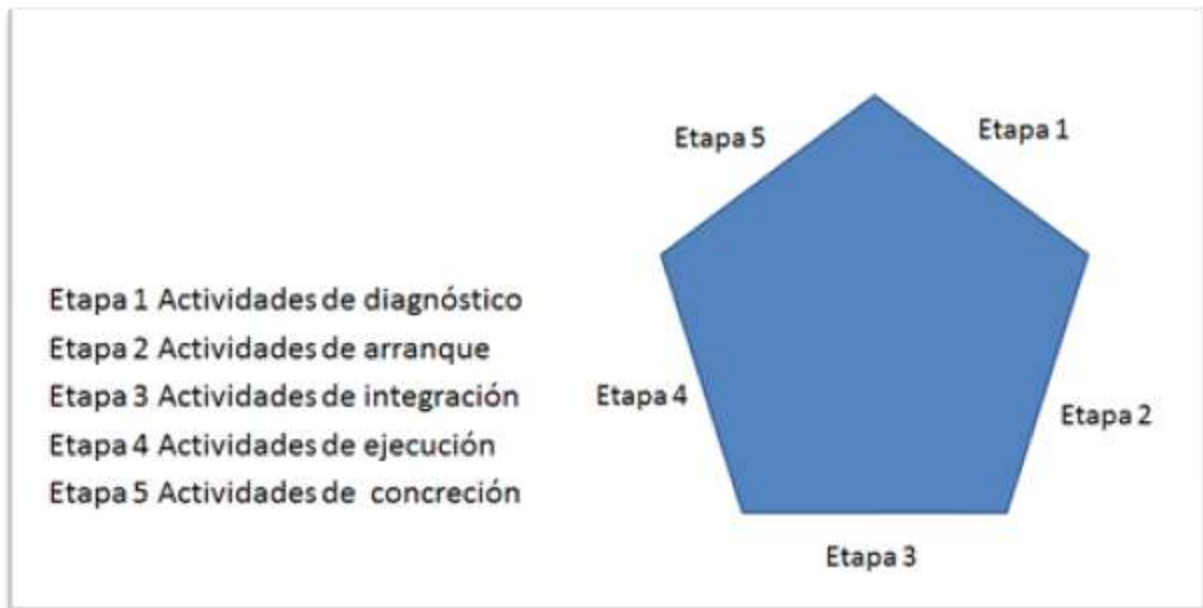 Etapa 1 Actividades de diagnóstico
Etapa 2 Actividades de arranque
Etapa 3 Actividades de integración
Etapa 4 Actividades de ejecución
Etapa 5 Actividades de concreción
Etapa 5
Etapa 1
Etapa 4
Etapa 2
Etapa 3